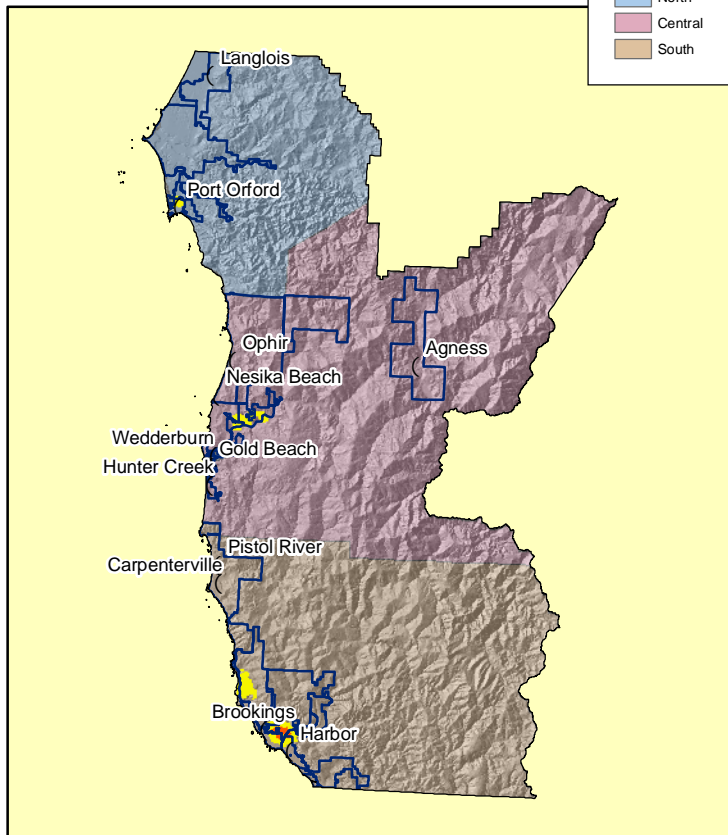 North
Central
South
Langlois
Port Orford
Ophir
Agness
Nesika Beach
Wedderburn
Gold Beach
Hunter Creek
Pistol River
Carpenterville
Brookings
Harbor